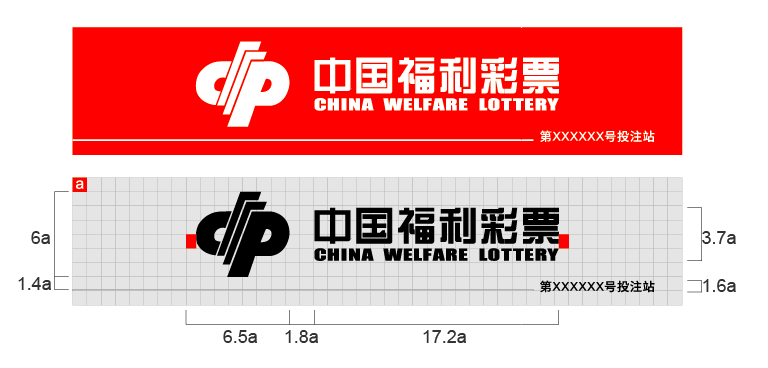 中国福利彩票
CHINA WELFARE LOTTERY
第XXXXXX号投注站
a
6a
中国福利彩票
3.7a
CHINA WELFARE LOTTERY
1.4a
第XXXXXX号投注站
1.6a
6.5a
1.8a
17.2a